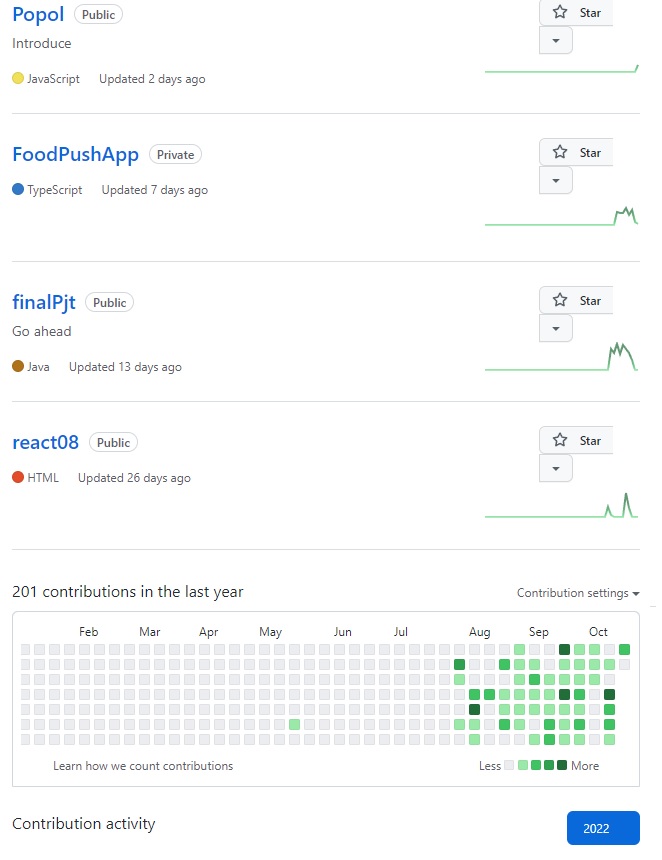 Popol Public Star
Introduce
JavaScript Updated 2 days ago
FoodPushApp Private Star
TypeScript Updated 7 days ago
finalPjt Public Star
Go ahead
Java Updated 13 days ago
react08 Public Star
HTML Updated 26 days ago
201 contributions in the last year Contribution settings
Feb Mar Apr May Jun Jul Aug Sep Oct
Learn how we count contributions Less More
Contribution activity 2022